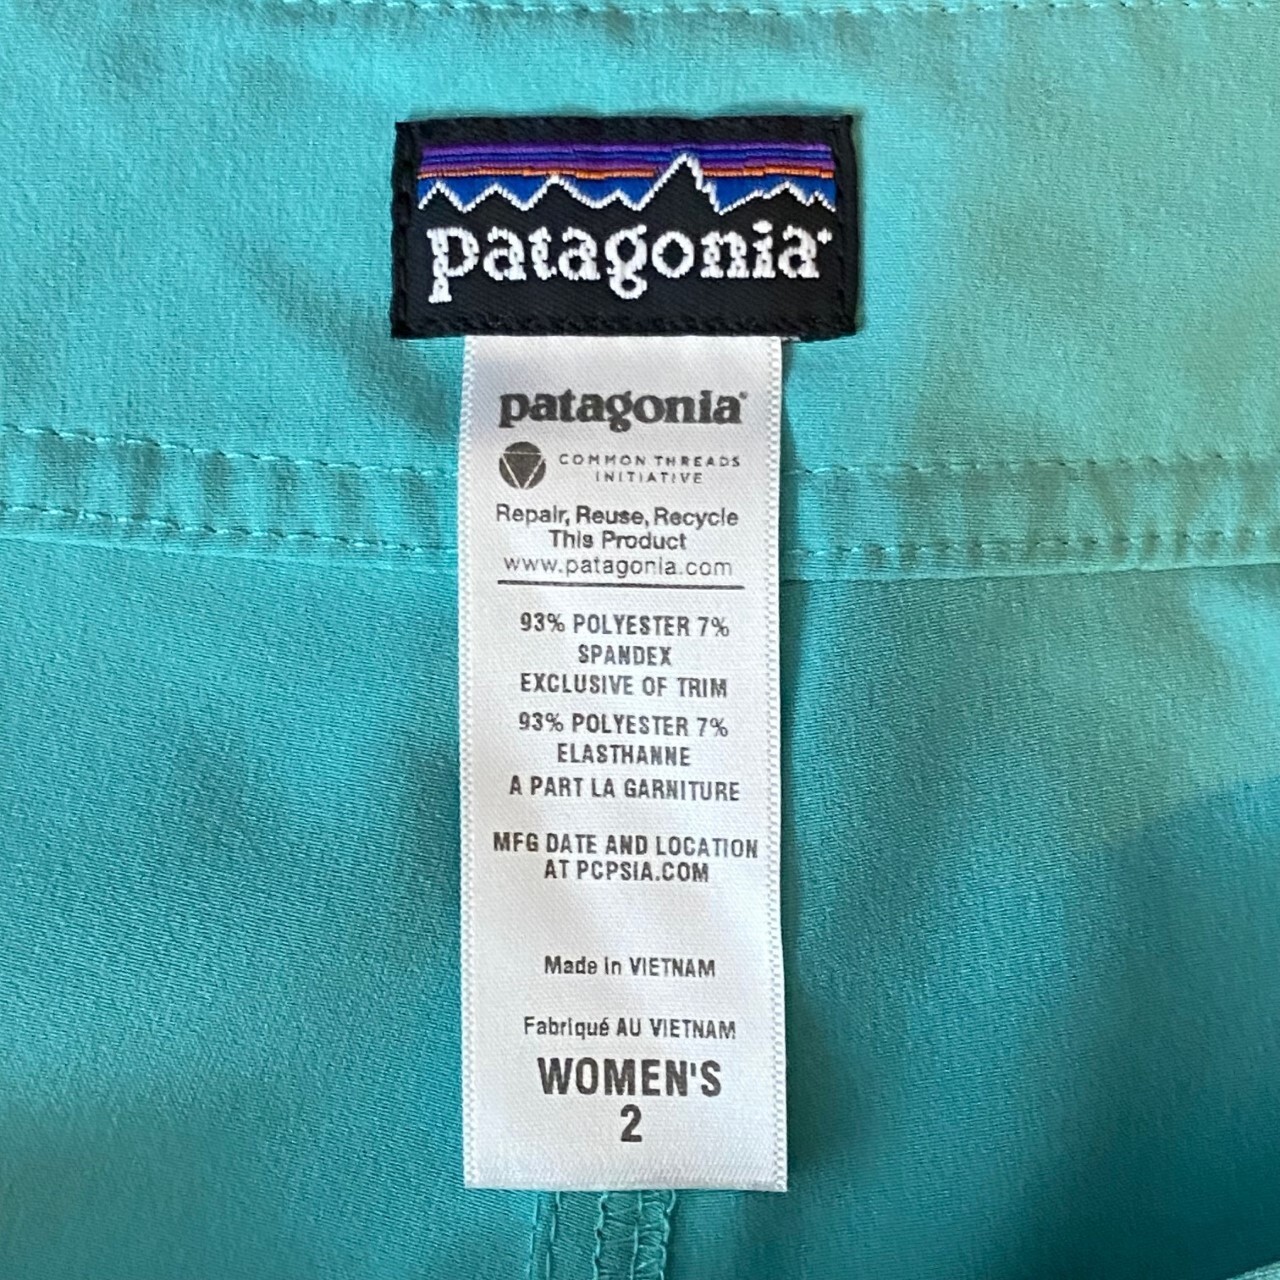 patagonia®
patagonia®
COMMON THREADS
INITIATIVE
Repair, Reuse, Recycle
This Product
www.patagonia.com
93% POLYESTER 7%
SPANDEX
EXCLUSIVE OF TRIM
93% POLYESTER 7%
ELASTHANNE
A PART LA GARNITURE
MFG DATE AND LOCATION
AT PCPSIA.COM
Made in VIETNAM
Fabriqué AU VIETNAM
WOMEN'S
2